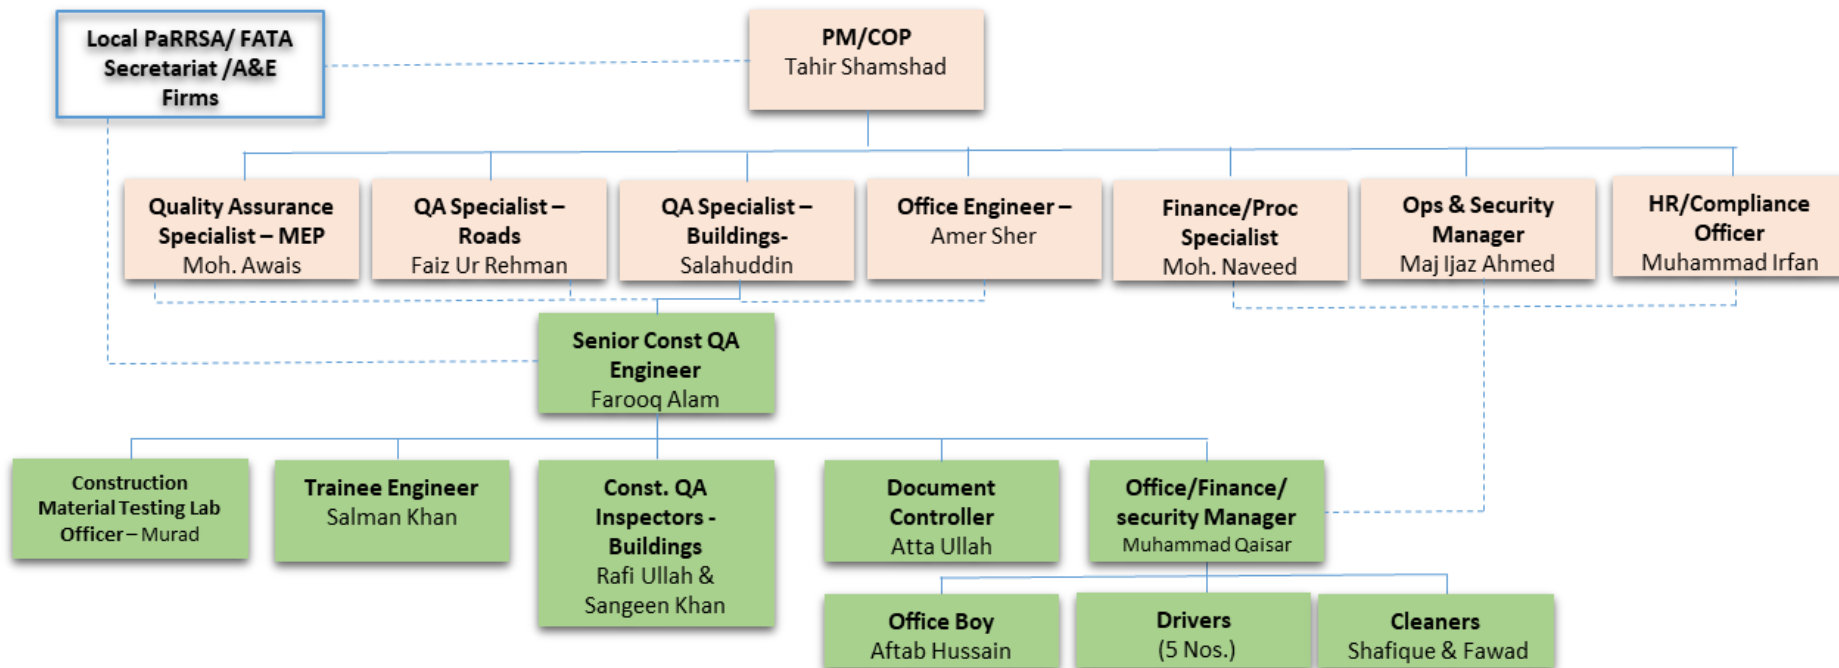 Local PaRRSA/ FATA
Secretariat /A&E
Firms
PM/COP
Tahir Shamshad
Quality Assurance
Specialist – MEP
Moh. Awais
QA Specialist –
Roads
Faiz Ur Rehman
QA Specialist –
Buildings-
Salahuddin
Office Engineer –
Amer Sher
Finance/Proc
Specialist
Moh. Naveed
Ops & Security
Manager
Maj Ijaz Ahmed
HR/Compliance
Officer
Muhammad Irfan
Senior Const QA
Engineer
Farooq Alam
Construction
Material Testing Lab
Officer – Murad
Trainee Engineer
Salman Khan
Const. QA
Inspectors -
Buildings
Rafi Ullah &
Sangeen Khan
Document
Controller
Atta Ullah
Office/Finance/
security Manager
Muhammad Qaisar
Office Boy
Aftab Hussain
Drivers
(5 Nos.)
Cleaners
Shafique & Fawad